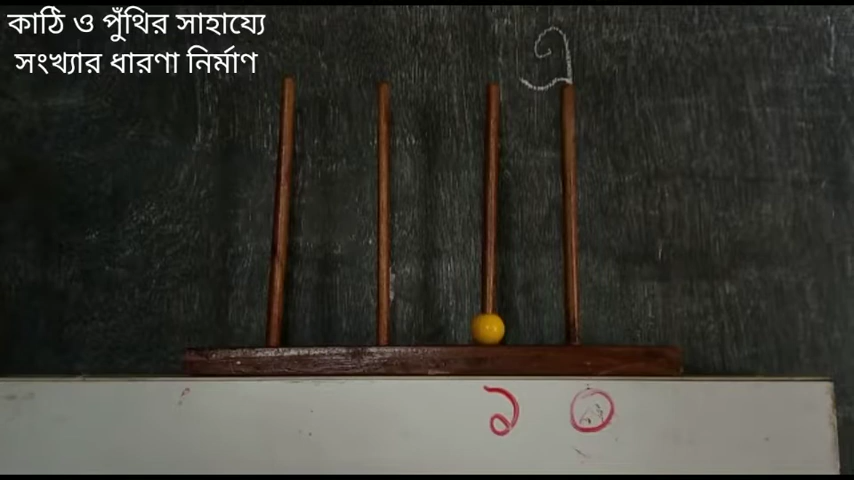 কাঠি ও পুঁথির সাহায্যে
সংখ্যার ধারণা নির্মাণ
এ
১ ০